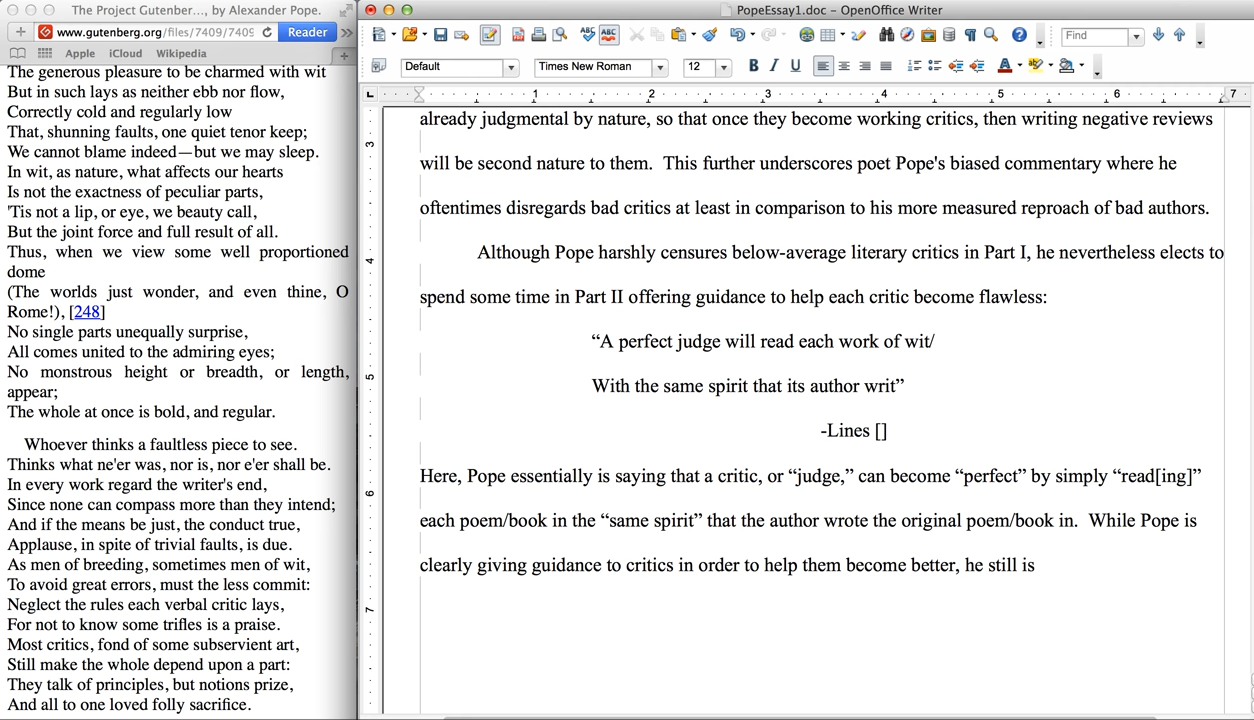 The Project Gutenber..., by Alexander Pope.
www.gutenberg.org/files/7409/7409
Reader
Apple iCloud Wikipedia
The generous pleasure to be charmed with wit
But in such lays as neither ebb nor flow,
Correctly cold and regularly low
That, shunning faults, one quiet tenor keep;
We cannot blame indeed—but we may sleep.
In wit, as nature, what affects our hearts
Is not the exactness of peculiar parts,
'Tis not a lip, or eye, we beauty call,
But the joint force and full result of all.
Thus, when we view some well proportioned
dome
(The worlds just wonder, and even thine, O
Rome!), [248]
No single parts unequally surprise,
All comes united to the admiring eyes;
No monstrous height or breadth, or length,
appear;
The whole at once is bold, and regular.
Whoever thinks a faultless piece to see.
Thinks what ne'er was, nor is, nor e'er shall be.
In every work regard the writer's end,
Since none can compass more than they intend;
And if the means be just, the conduct true,
Applause, in spite of trivial faults, is due.
As men of breeding, sometimes men of wit,
To avoid great errors, must the less commit:
Neglect the rules each verbal critic lays,
For not to know some trifles is a praise.
Most critics, fond of some subservient art,
Still make the whole depend upon a part:
They talk of principles, but notions prize,
And all to one loved folly sacrifice.
PopeEssay1.doc – OpenOffice Writer
Find
Default
Times New Roman
12
B I U
1 2 3 4 5 6 7
3
4
5
6
7
already judgmental by nature, so that once they become working critics, then writing negative reviews
will be second nature to them. This further underscores poet Pope's biased commentary where he
oftentimes disregards bad critics at least in comparison to his more measured reproach of bad authors.
Although Pope harshly censures below-average literary critics in Part I, he nevertheless elects to
spend some time in Part II offering guidance to help each critic become flawless:
“A perfect judge will read each work of wit/
With the same spirit that its author writ”
-Lines []
Here, Pope essentially is saying that a critic, or “judge,” can become “perfect” by simply “read[ing]”
each poem/book in the “same spirit” that the author wrote the original poem/book in. While Pope is
clearly giving guidance to critics in order to help them become better, he still is